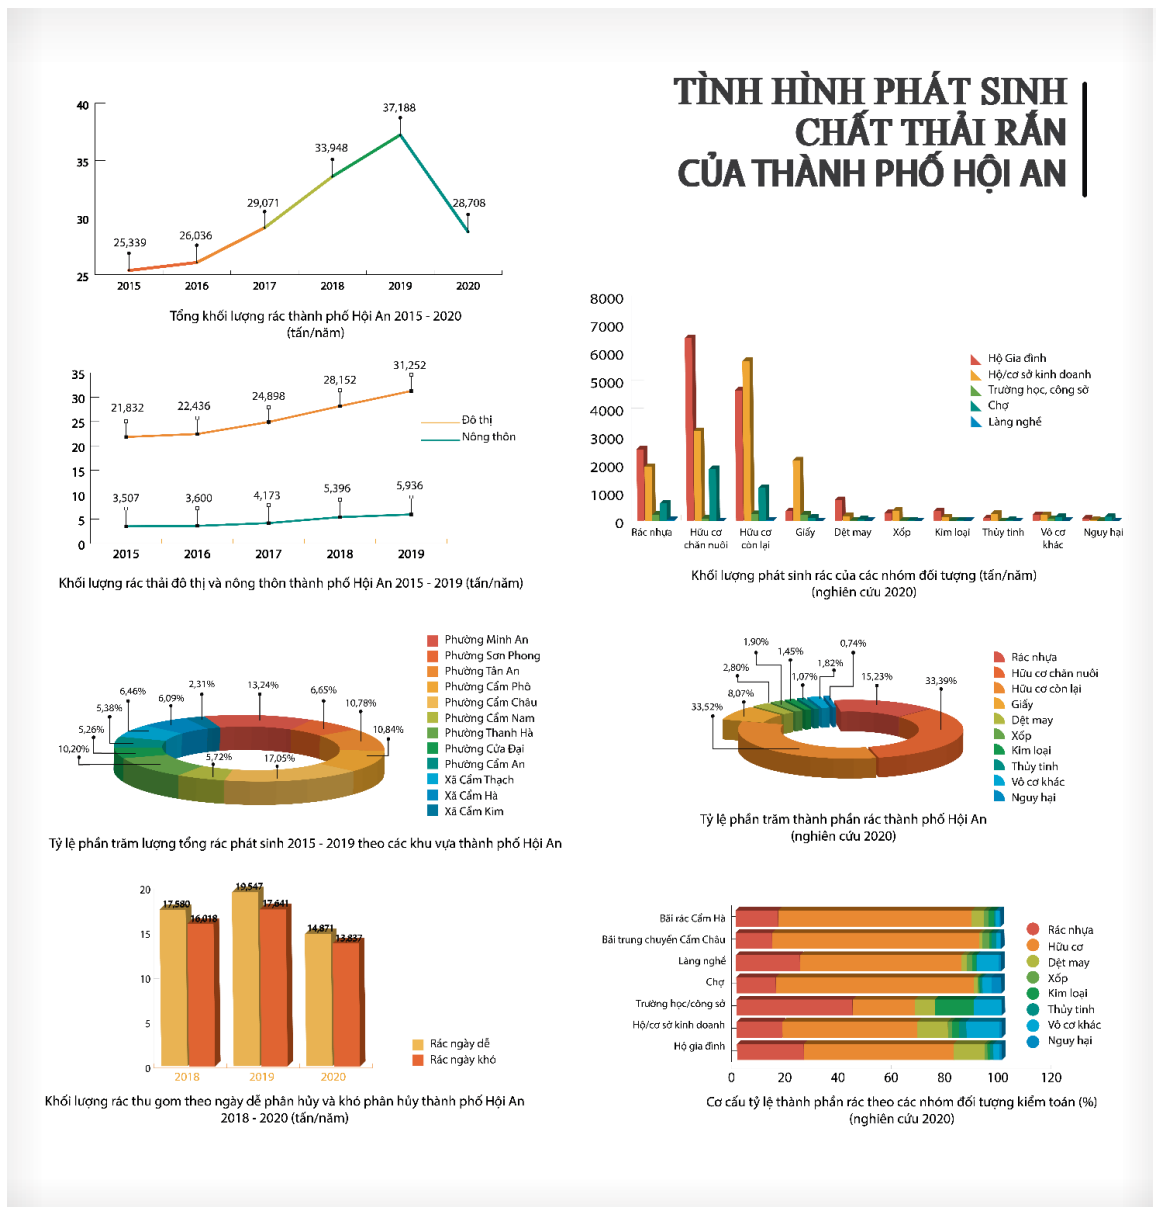 TÌNH HÌNH PHÁT SINH
CHẤT THẢI RẮN
CỦA THÀNH PHỐ HỘI AN
40
35
30
25
25,339
26,036
29,071
33,948
37,188
28,708
2015 2016 2017 2018 2019 2020
Tổng khối lượng rác thành phố Hội An 2015 - 2020
(tấn/năm)
35
30
25
20
15
10
5
0
21,832
22,436
24,898
28,152
31,252
3,507
3,600
4,173
5,396
5,936
Đô thị
Nông thôn
2015 2016 2017 2018 2019
Khối lượng rác thải đô thị và nông thôn thành phố Hội An 2015 - 2019 (tấn/năm)
8000
7000
6000
5000
4000
3000
2000
1000
0
Hộ Gia đình
Hộ/cơ sở kinh doanh
Trường học, công sở
Chợ
Làng nghề
Rác nhựa
Hữu cơ
chăn nuôi
Hữu cơ
còn lại
Giấy
Dệt may
Xốp
Kim loại
Thủy tinh
Vô cơ
khác
Nguy hại
Khối lượng phát sinh rác của các nhóm đối tượng (tấn/năm)
(nghiên cứu 2020)
13,24%
6,65%
10,78%
10,84%
17,05%
5,72%
10,20%
5,26%
5,38%
6,46%
6,09%
2,31%
Phường Minh An
Phường Sơn Phong
Phường Tân An
Phường Cẩm Phô
Phường Cẩm Châu
Phường Cẩm Nam
Phường Thanh Hà
Phường Cửa Đại
Phường Cẩm An
Xã Cẩm Thạch
Xã Cẩm Hà
Xã Cẩm Kim
Tỷ lệ phần trăm lượng tổng rác phát sinh 2015 - 2019 theo các khu vựa thành phố Hội An
15,23%
33,39%
33,52%
8,07%
2,80%
1,90%
1,45%
1,07%
1,82%
0,74%
Rác nhựa
Hữu cơ chăn nuôi
Hữu cơ còn lại
Giấy
Dệt may
Xốp
Kim loại
Thủy tinh
Vô cơ khác
Nguy hại
Tỷ lệ phần trăm thành phần rác thành phố Hội An
(nghiên cứu 2020)
20
15
10
5
0
17,580
16,018
19,547
17,641
14,871
13,837
2018 2019 2020
Rác ngày dễ
Rác ngày khó
Khối lượng rác thu gom theo ngày dễ phân hủy và khó phân hủy thành phố Hội An
2018 - 2020 (tấn/năm)
Bãi rác Cẩm Hà
Bãi trung chuyển Cẩm Châu
Làng nghề
Chợ
Trường học/công sở
Hộ/cơ sở kinh doanh
Hộ gia đình
0 20 40 60 80 100 120
Rác nhựa
Hữu cơ
Dệt may
Xốp
Kim loại
Thủy tinh
Vô cơ khác
Nguy hại
Cơ cấu tỷ lệ thành phần rác theo các nhóm đối tượng kiểm toán (%)
(nghiên cứu 2020)